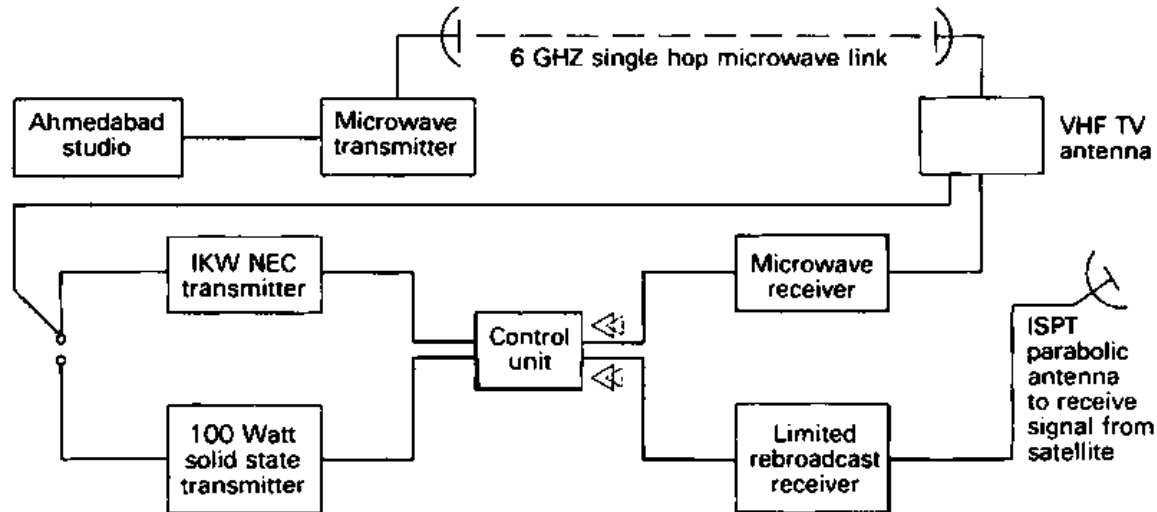 6 GHZ single hop microwave link
Ahmedabad
studio
Microwave
transmitter
VHF TV
antenna
IKW NEC
transmitter
Microwave
receiver
Control
unit
ISPT
parabolic
antenna
to receive
signal from
satellite
100 Watt
solid state
transmitter
Limited
rebroadcast
receiver